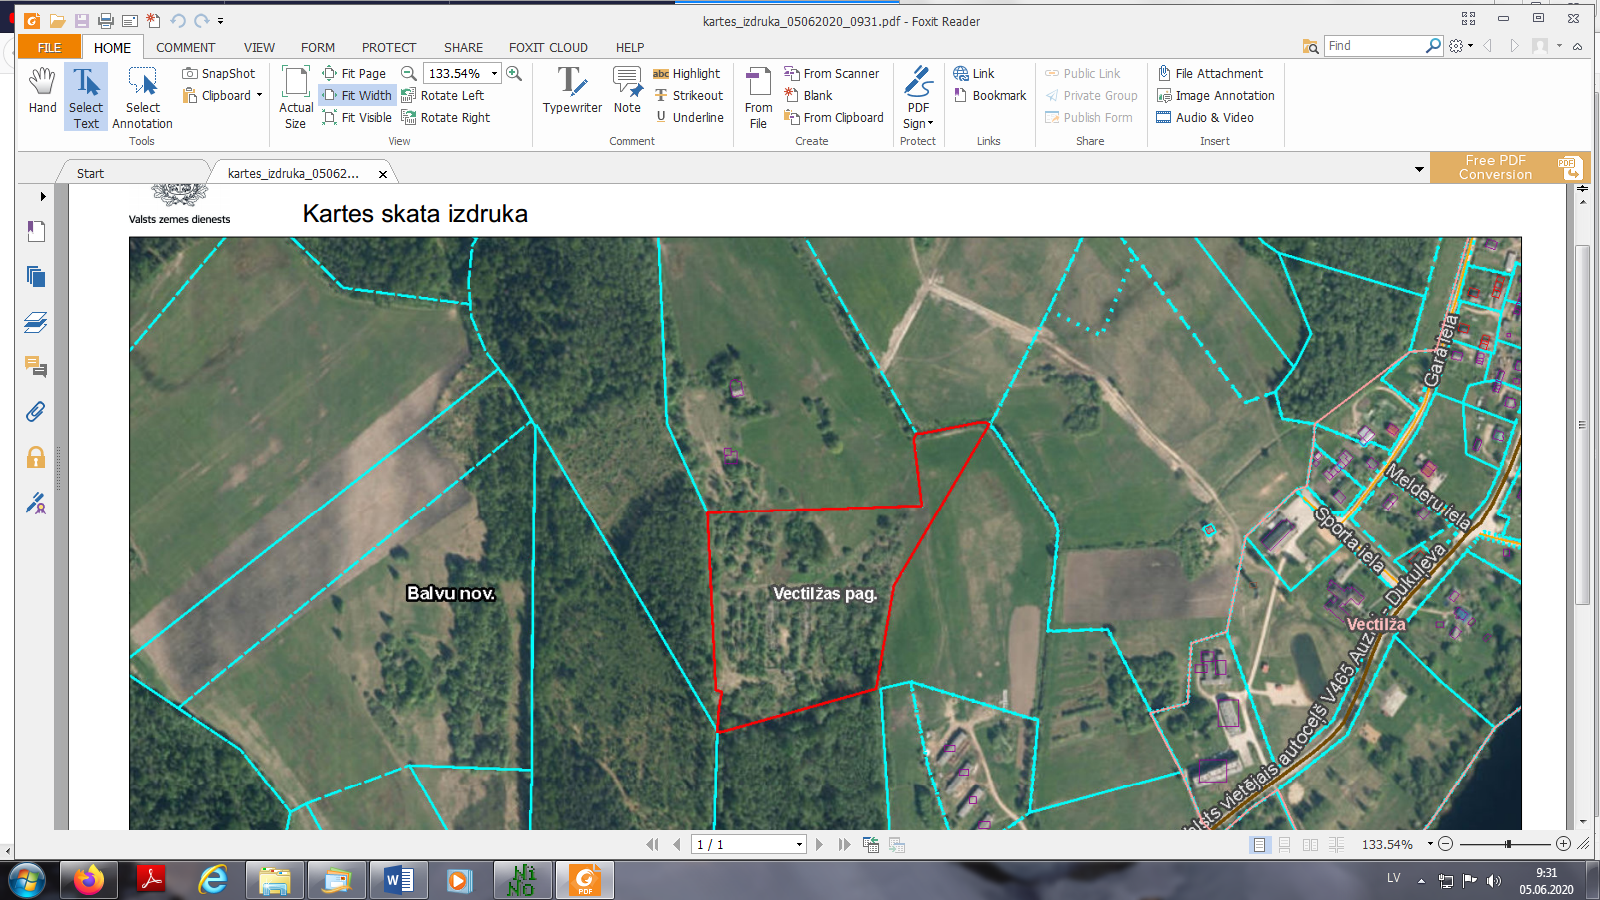 kartes_izdruka_05062020_0931.pdf - Foxit Reader
FILE HOME COMMENT VIEW FORM PROTECT SHARE FOXIT CLOUD HELP
Find
Hand
Select Text
Select Annotation
SnapShot
Clipboard
Tools
Actual Size
Fit Page
Fit Width
Fit Visible
133.54%
Rotate Left
Rotate Right
View
Typewriter
Note
Highlight
Strikeout
Underline
Comment
From File
From Scanner
Blank
From Clipboard
Create
PDF Sign
Protect
Link
Bookmark
Links
Public Link
Private Group
Publish Form
Share
File Attachment
Image Annotation
Audio & Video
Insert
Start
kartes_izdruka_05062...
Free PDF Conversion
Valsts zemes dienests
Kartes skata izdruka
Garā iela
Melderu iela
Sporta iela
Balvu nov.
Vectilžas pag.
Vectilža
vietējais autoceļš V465 Auziņi - Dukuļeva
1 / 1
133.54%
LV
9:31
05.06.2020